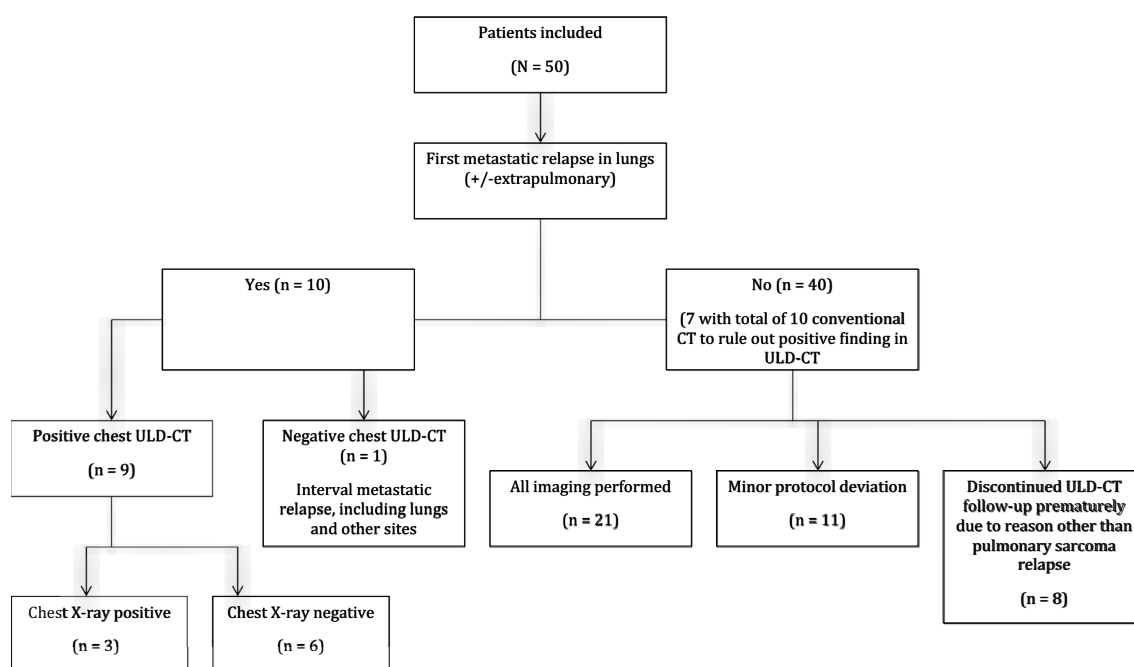 Patients included
(N = 50)
First metastatic relapse in lungs
(+/-extrapulmonary)
Yes (n = 10)
No (n = 40)
(7 with total of 10 conventional
CT to rule out positive finding in
ULD-CT
Positive chest ULD-CT
(n = 9)
Negative chest ULD-CT
(n = 1)
Interval metastatic
relapse, including lungs
and other sites
All imaging performed
(n = 21)
Minor protocol deviation
(n = 11)
Discontinued ULD-CT
follow-up prematurely
due to reason other than
pulmonary sarcoma
relapse
(n = 8)
Chest X-ray positive
(n = 3)
Chest X-ray negative
(n = 6)